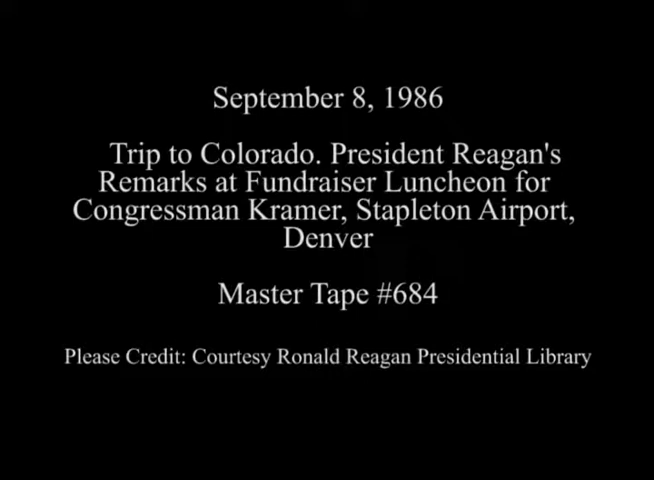 September 8, 1986
Trip to Colorado. President Reagan's
Remarks at Fundraiser Luncheon for
Congressman Kramer, Stapleton Airport,
Denver
Master Tape #684
Please Credit: Courtesy Ronald Reagan Presidential Library